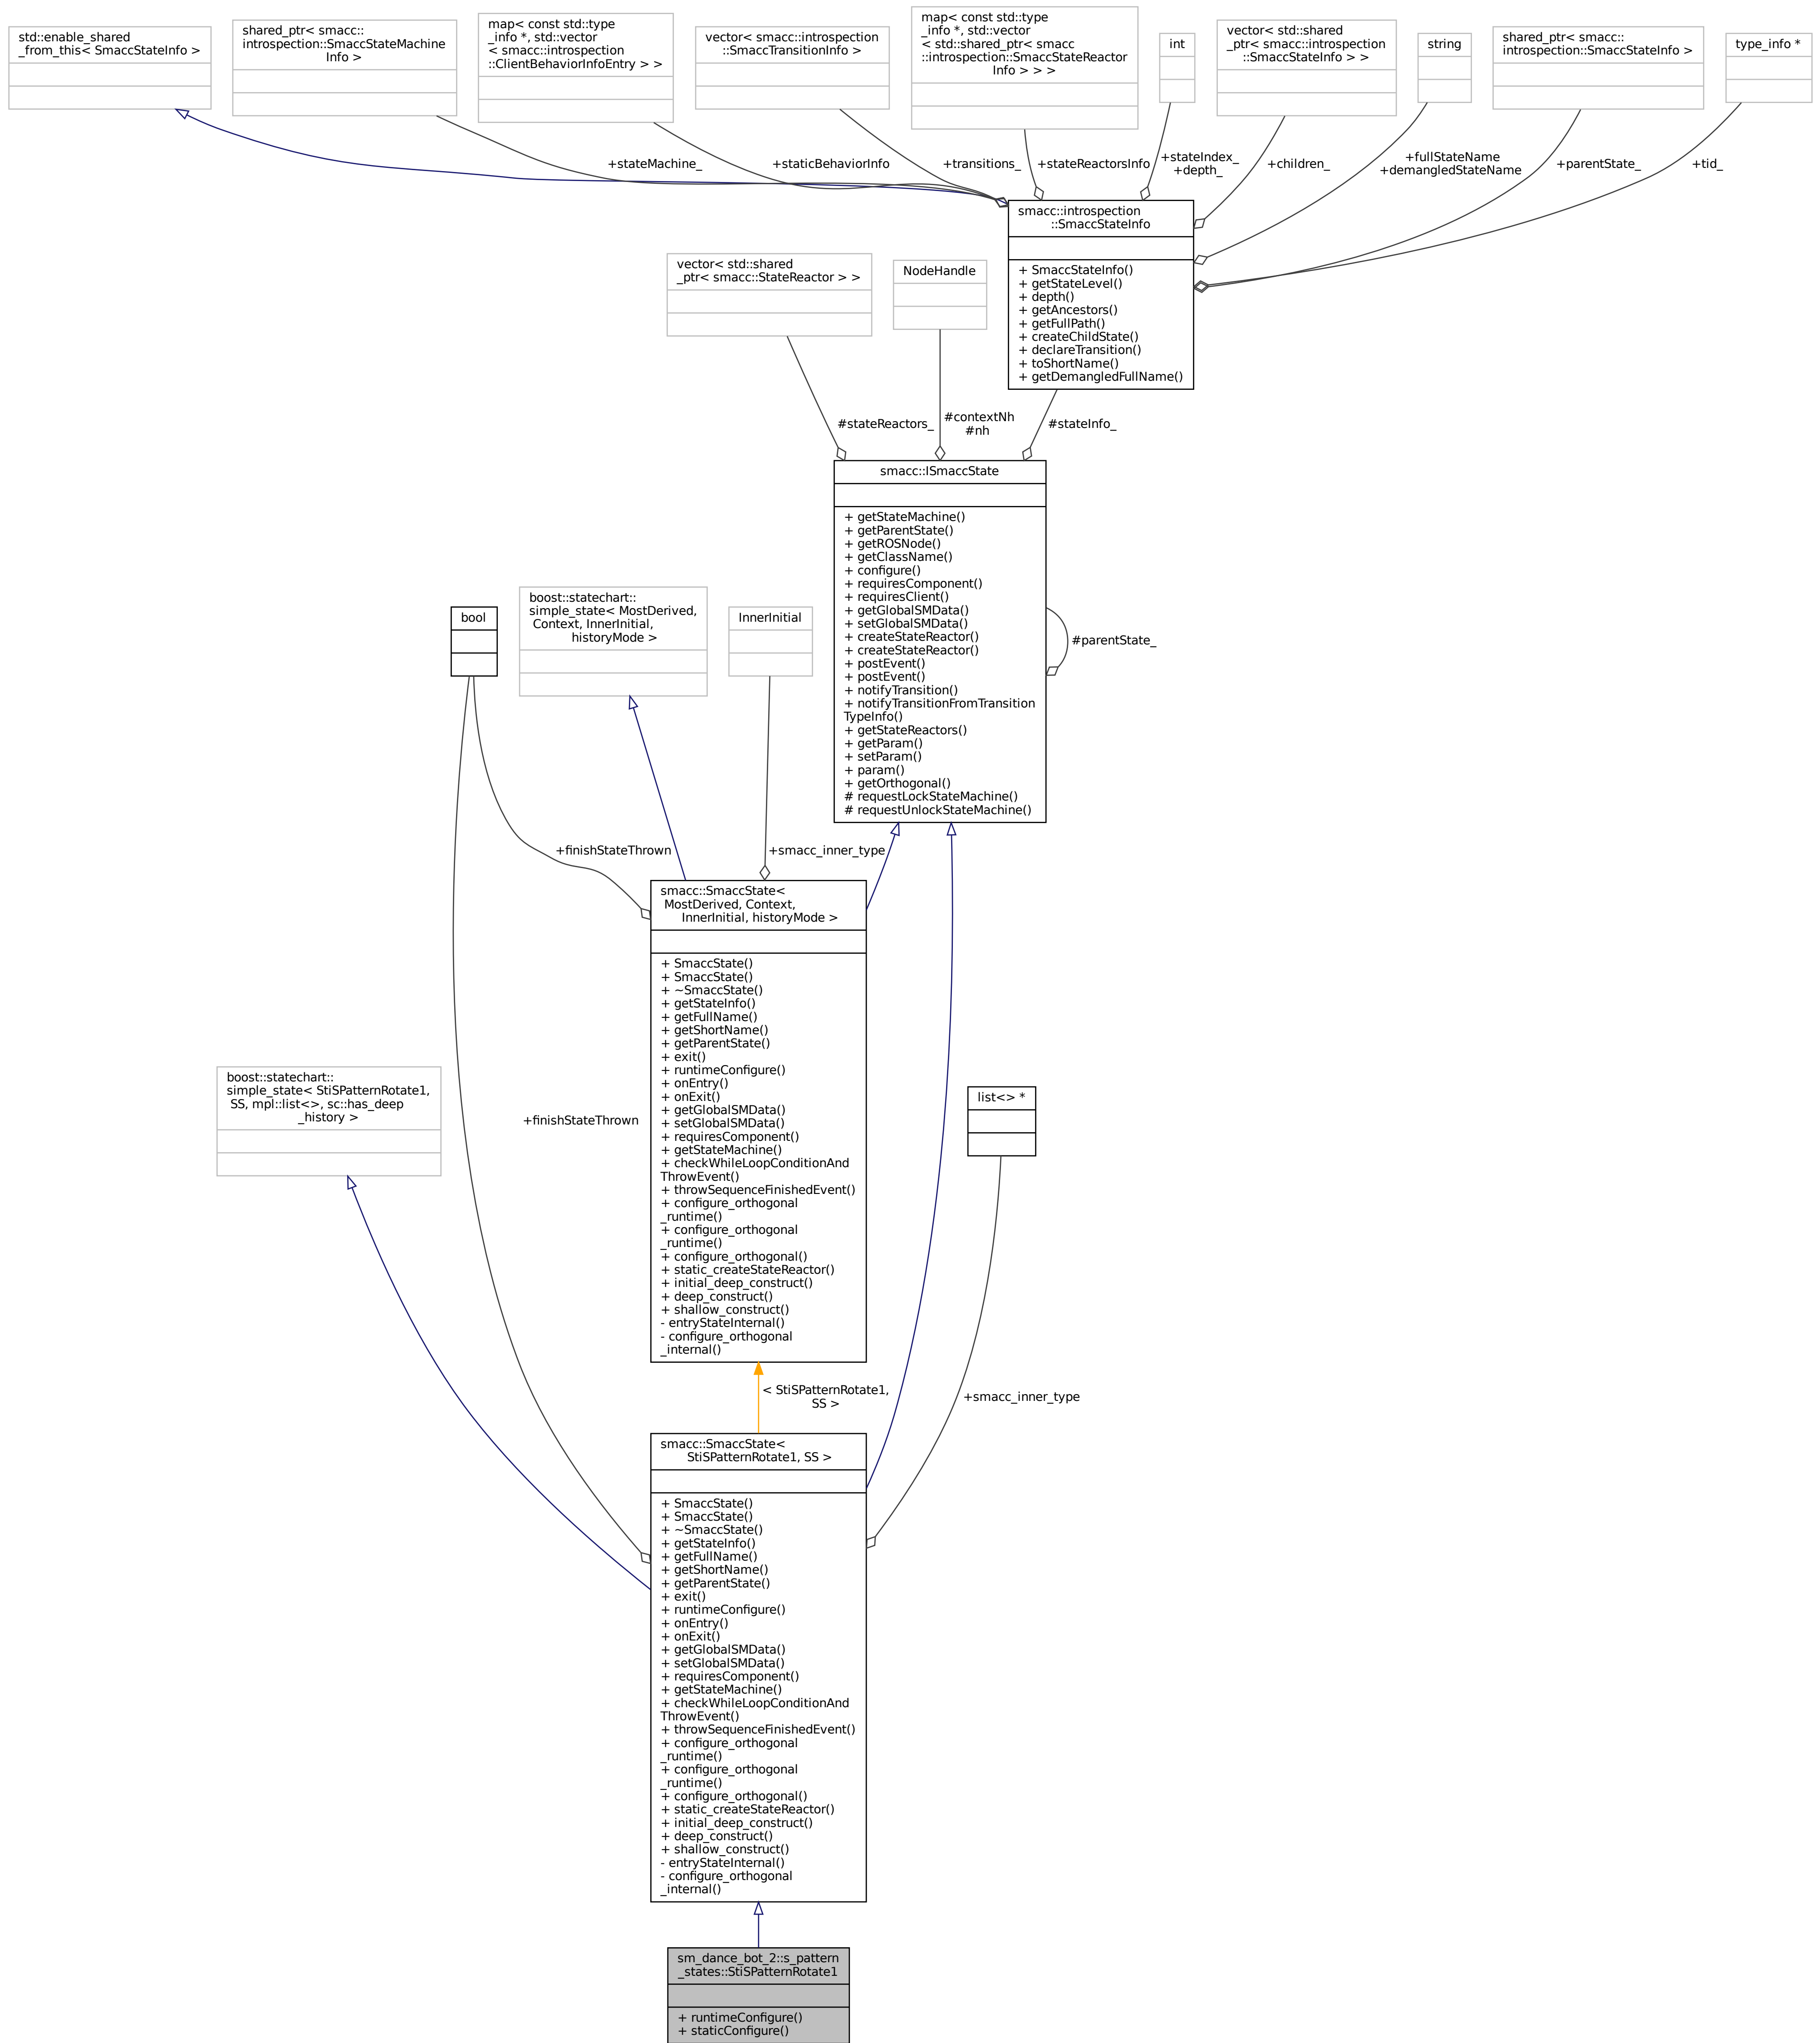 std::enable_shared
_from_this< SmaccStateInfo >
shared_ptr< smacc::
introspection::SmaccStateMachine
Info >
map< const std::type
_info *, std::vector
< smacc::introspection
::ClientBehaviorInfoEntry > >
vector< smacc::introspection
::SmaccTransitionInfo >
map< const std::type
_info *, std::vector
< std::shared_ptr< smacc
::introspection::SmaccStateReactor
Info > > >
int
vector< std::shared
_ptr< smacc::introspection
::SmaccStateInfo > >
string
shared_ptr< smacc::
introspection::SmaccStateInfo >
type_info *
+stateMachine_
+staticBehaviorInfo
+transitions_
+stateReactorsInfo
+stateIndex_
+depth_
+children_
+fullStateName
+demangledStateName
+parentState_
+tid_
smacc::introspection
::SmaccStateInfo
+ SmaccStateInfo()
+ getStateLevel()
+ depth()
+ getAncestors()
+ getFullPath()
+ createChildState()
+ declareTransition()
+ toShortName()
+ getDemangledFullName()
vector< std::shared
_ptr< smacc::StateReactor > >
NodeHandle
#stateReactors_
#contextNh
#nh
#stateInfo_
smacc::ISmaccState
+ getStateMachine()
+ getParentState()
+ getROSNode()
+ getClassName()
+ configure()
+ requiresComponent()
+ requiresClient()
+ getGlobalSMData()
+ setGlobalSMData()
+ createStateReactor()
+ createStateReactor()
+ postEvent()
+ postEvent()
+ notifyTransition()
+ notifyTransitionFromTransition
TypeInfo()
+ getStateReactors()
+ getParam()
+ setParam()
+ param()
+ getOrthogonal()
# requestLockStateMachine()
# requestUnlockStateMachine()
#parentState_
bool
boost::statechart::
simple_state< MostDerived,
Context, InnerInitial,
historyMode >
InnerInitial
+finishStateThrown
+smacc_inner_type
smacc::SmaccState<
MostDerived, Context,
InnerInitial, historyMode >
+ SmaccState()
+ SmaccState()
+ ~SmaccState()
+ getStateInfo()
+ getFullName()
+ getShortName()
+ getParentState()
+ exit()
+ runtimeConfigure()
+ onEntry()
+ onExit()
+ getGlobalSMData()
+ setGlobalSMData()
+ requiresComponent()
+ getStateMachine()
+ checkWhileLoopConditionAnd
ThrowEvent()
+ throwSequenceFinishedEvent()
+ configure_orthogonal
_runtime()
+ configure_orthogonal
_runtime()
+ configure_orthogonal()
+ static_createStateReactor()
+ initial_deep_construct()
+ deep_construct()
+ shallow_construct()
- entryStateInternal()
- configure_orthogonal
_internal()
boost::statechart::
simple_state< StiSPatternRotate1,
SS, mpl::list<>, sc::has_deep
_history >
+finishStateThrown
list<> *
< StiSPatternRotate1,
SS >
+smacc_inner_type
smacc::SmaccState<
StiSPatternRotate1, SS >
+ SmaccState()
+ SmaccState()
+ ~SmaccState()
+ getStateInfo()
+ getFullName()
+ getShortName()
+ getParentState()
+ exit()
+ runtimeConfigure()
+ onEntry()
+ onExit()
+ getGlobalSMData()
+ setGlobalSMData()
+ requiresComponent()
+ getStateMachine()
+ checkWhileLoopConditionAnd
ThrowEvent()
+ throwSequenceFinishedEvent()
+ configure_orthogonal
_runtime()
+ configure_orthogonal
_runtime()
+ configure_orthogonal()
+ static_createStateReactor()
+ initial_deep_construct()
+ deep_construct()
+ shallow_construct()
- entryStateInternal()
- configure_orthogonal
_internal()
sm_dance_bot_2::s_pattern
_states::StiSPatternRotate1
+ runtimeConfigure()
+ staticConfigure()